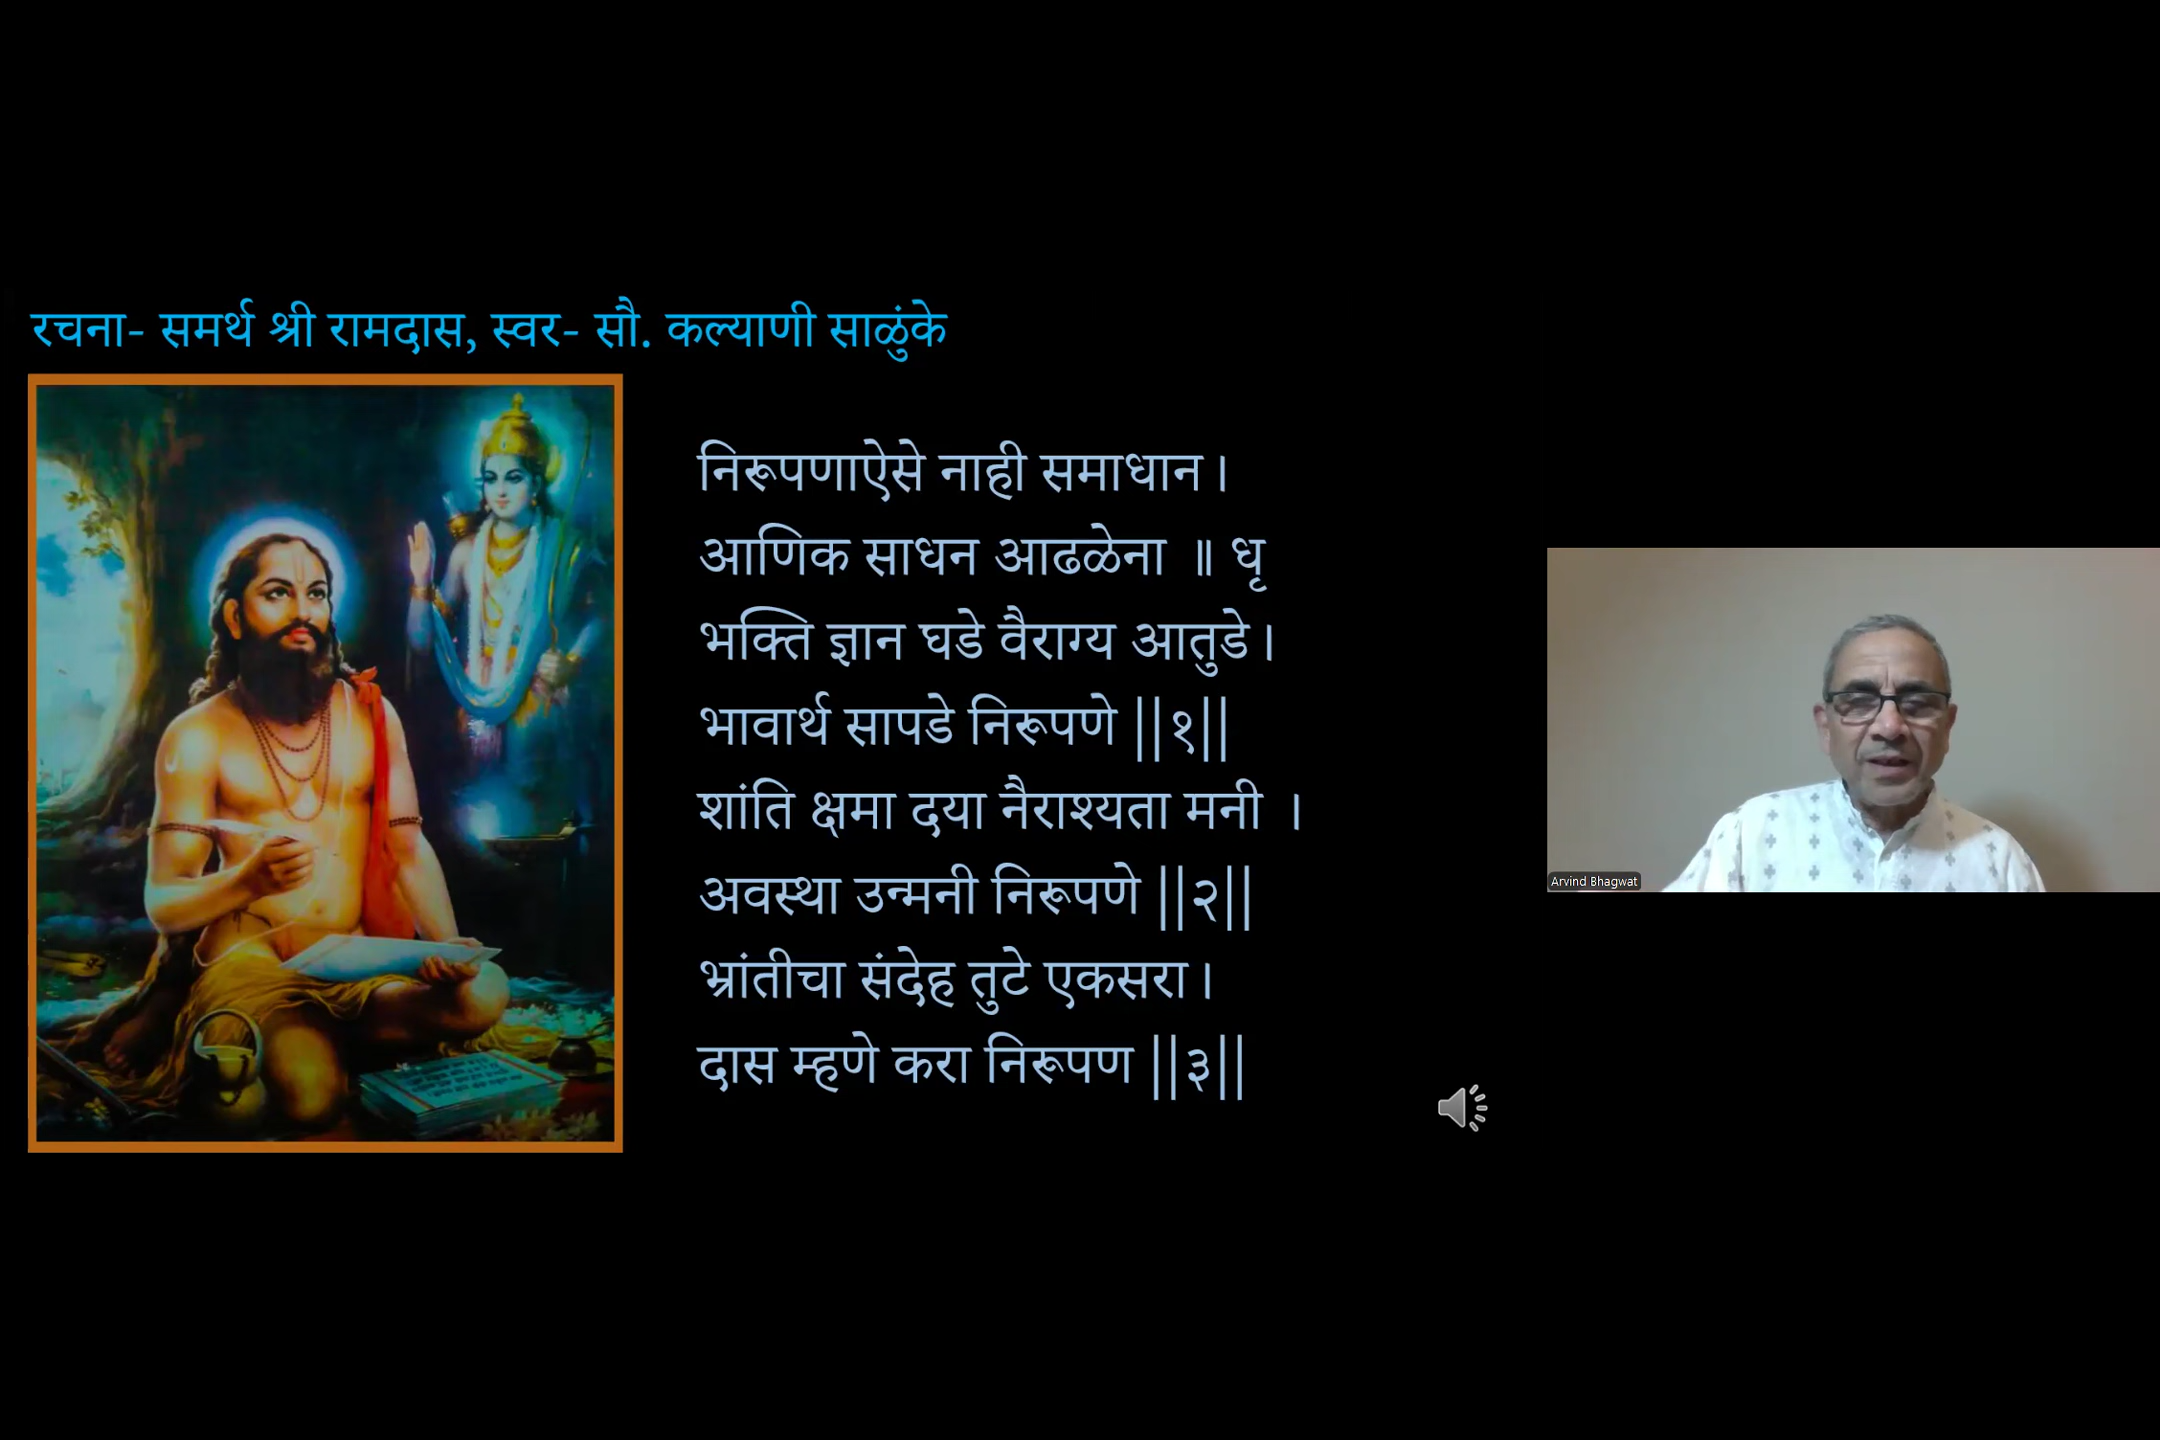 रचना- समर्थ श्री रामदास, स्वर- सौ. कल्याणी साळुंके
निरूपणाऐसे नाही समाधान।
आणिक साधन आढळेना ॥ धृ
भक्ति ज्ञान घडे वैराग्य आतुडे।
भावार्थ सापडे निरूपणे ||१||
शांति क्षमा दया नैराश्यता मनी ।
अवस्था उन्मनी निरूपणे ||२||
भ्रांतीचा संदेह तुटे एकसरा।
दास म्हणे करा निरूपण ||३||
Arvind Bhagwat